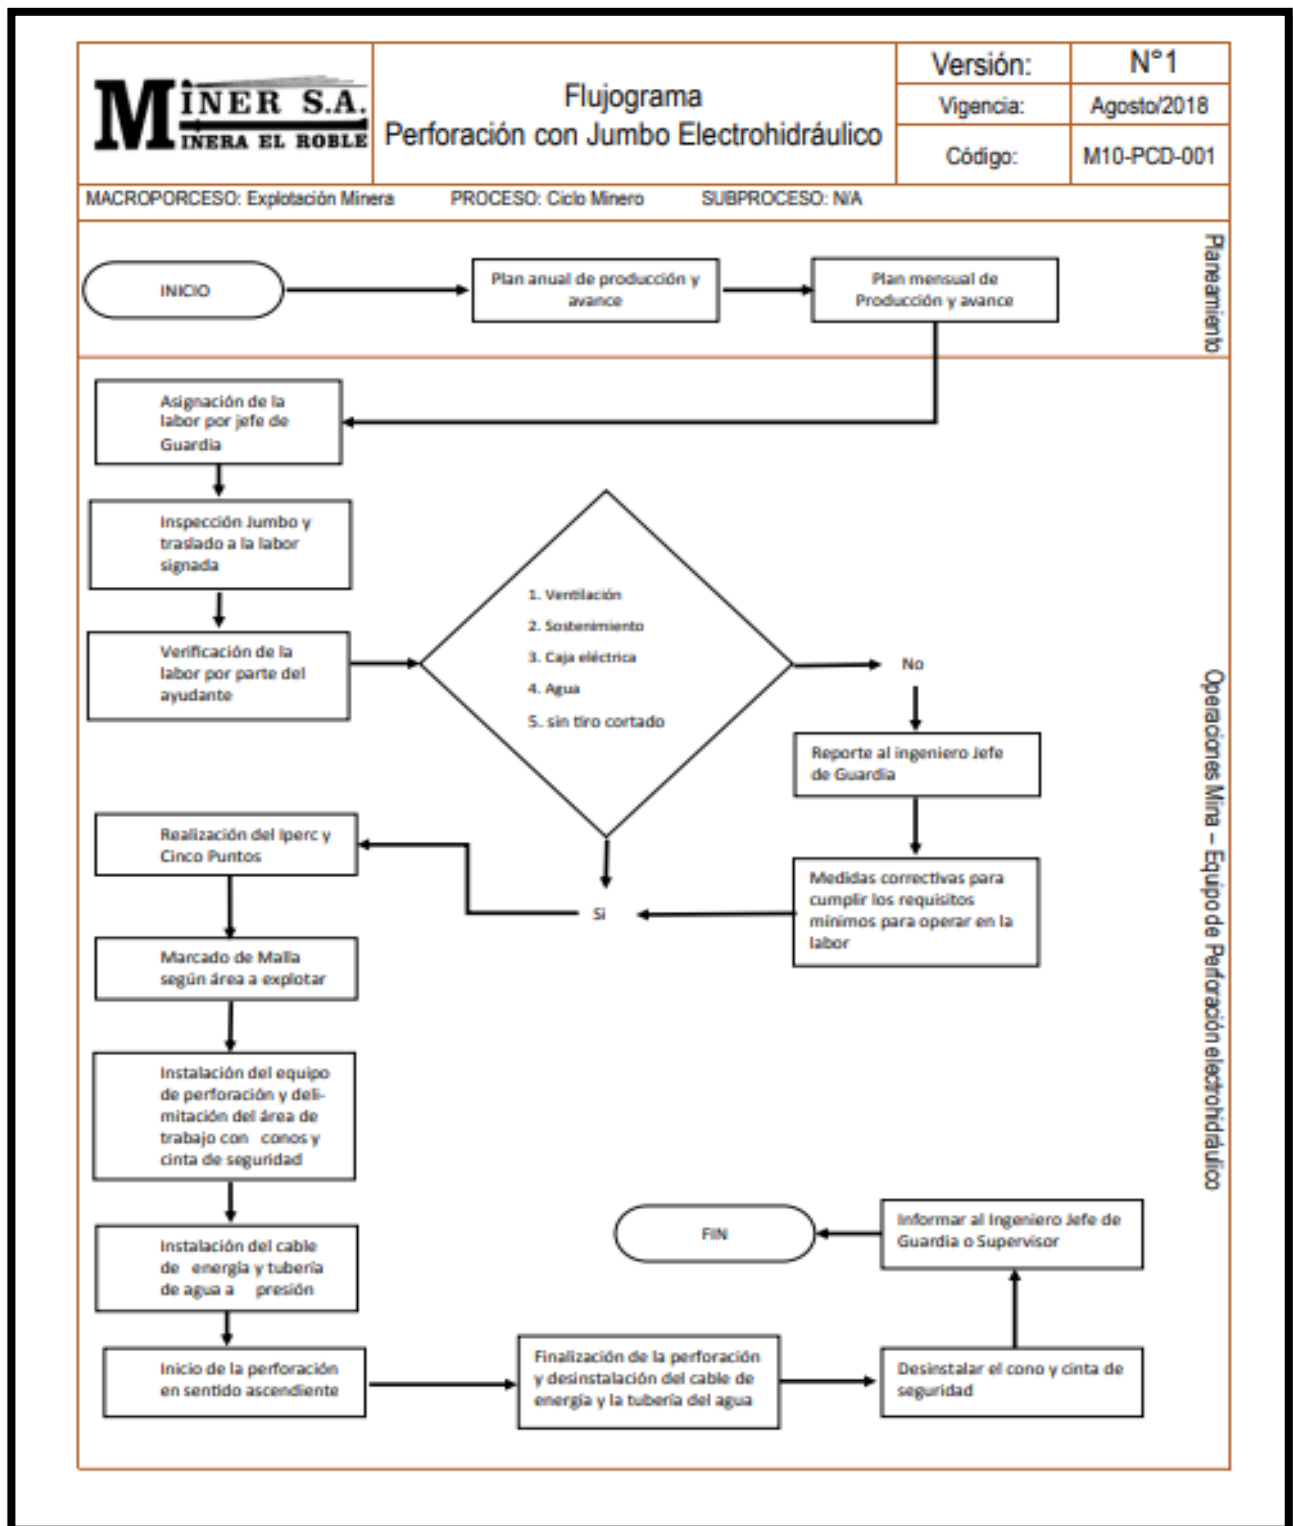 MINER S.A.
MINERA EL ROBLE
Flujograma
Perforación con Jumbo Electrohidráulico
Versión:
N°1
Vigencia:
Agosto/2018
Código:
M10-PCD-001
MACROPORCESO: Explotación Minera
PROCESO: Ciclo Minero
SUBPROCESO: N/A
Planeamiento
INICIO
Plan anual de producción y
avance
Plan mensual de
Producción y avance
Operaciones Mina – Equipo de Perforación electrohidráulico
Asignación de la
labor por jefe de
Guardia
Inspección Jumbo y
traslado a la labor
signada
Verificación de la
labor por parte del
ayudante
1. Ventilación
2. Sostenimiento
3. Caja eléctrica
4. Agua
5. sin tiro cortado
No
Reporte al ingeniero Jefe
de Guardia
Medidas correctivas para
cumplir los requisitos
mínimos para operar en la
labor
Si
Realización del Iperc y
Cinco Puntos
Marcado de Malla
según área a explotar
Instalación del equipo
de perforación y deli-
mitación del área de
trabajo con conos y
cinta de seguridad
Instalación del cable
de energía y tubería
de agua a presión
Inicio de la perforación
en sentido ascendiente
Finalización de la perforación
y desinstalación del cable de
energía y la tubería del agua
Desinstalar el cono y cinta de
seguridad
Informar al Ingeniero Jefe de
Guardia o Supervisor
FIN